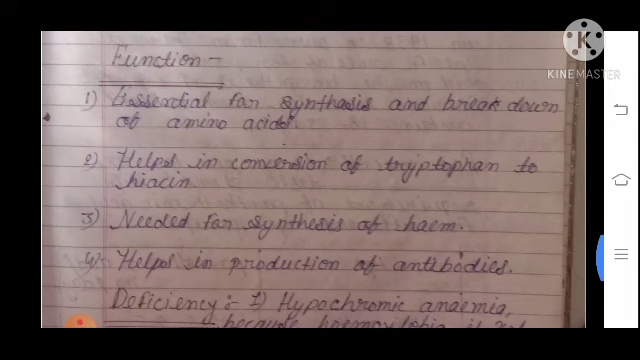 Function -
1) Essential for synthesis and break down
of amino acids.
2) Helps in conversion of tryptophan to
niacin
3) Needed for synthesis of haem.
4) Helps in production of antibodies.
Deficiency :- 1) Hypochromic anaemia,
because
KINEMASTER